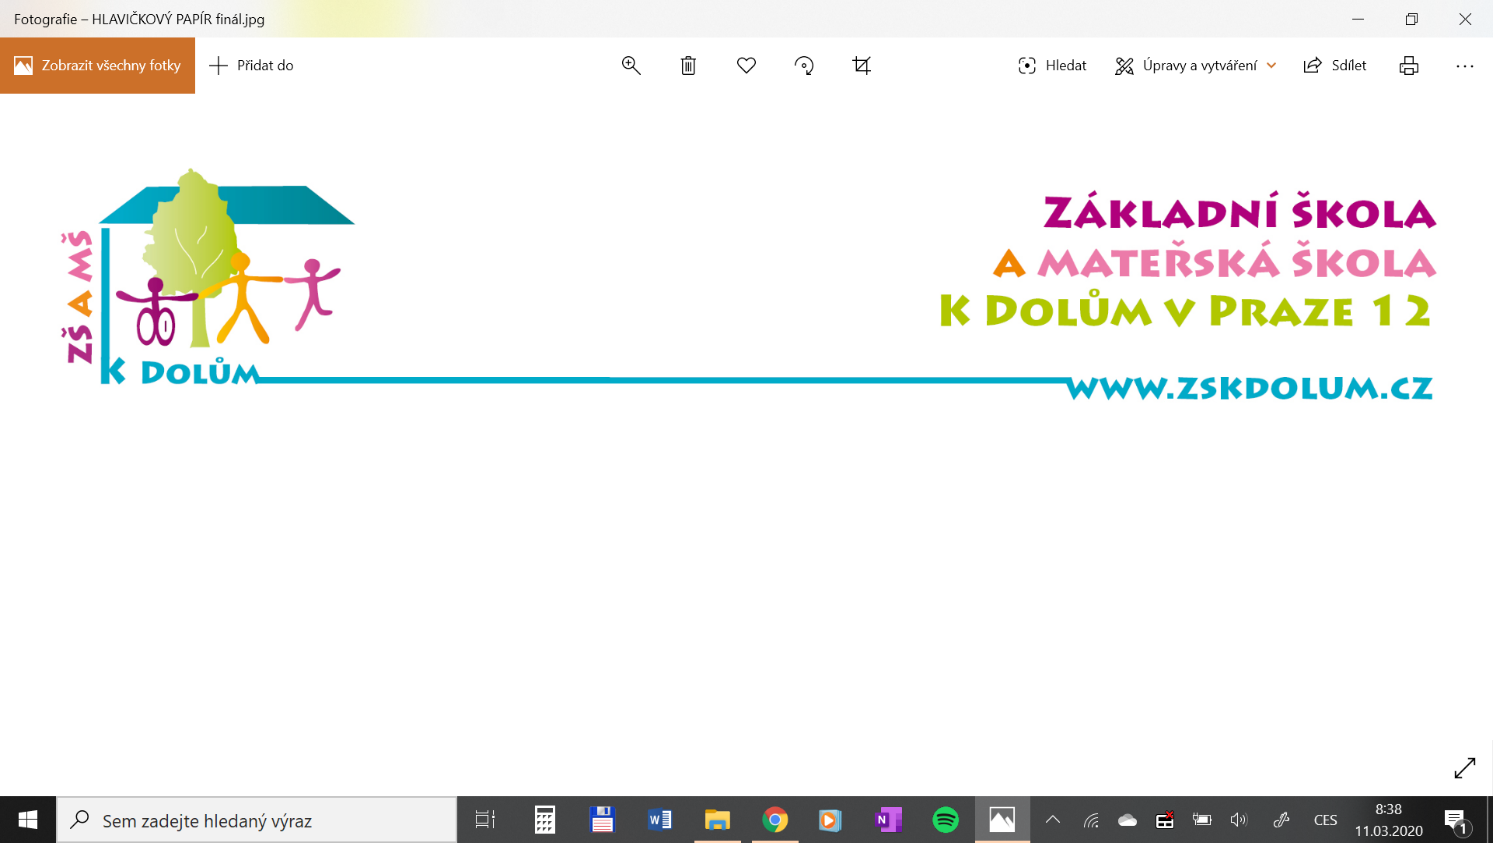 Fotografie – HLAVIČKOVÝ PAPÍR finál.jpg
Zobrazit všechny fotky
Přidat do
Hledat
Úpravy a vytváření
Sdílet
ZŠ A MŠ
K DOLŮM
ZÁKLADNÍ ŠKOLA
A MATEŘSKÁ ŠKOLA
K DOLŮM V PRAZE 12
WWW.ZSKDOLUM.CZ
Sem zadejte hledaný výraz
W
N
CES
8:38
11.03.2020
1